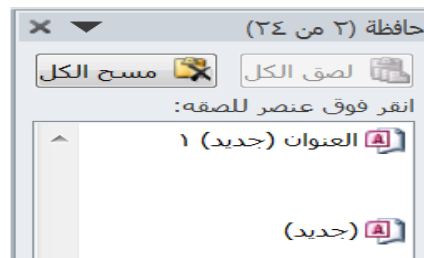 حافظة (٢ من ٢٤)
لصق الكل مسح الكل
انقر فوق عنصر للصقه:
العنوان (جديد) ١
(جديد)